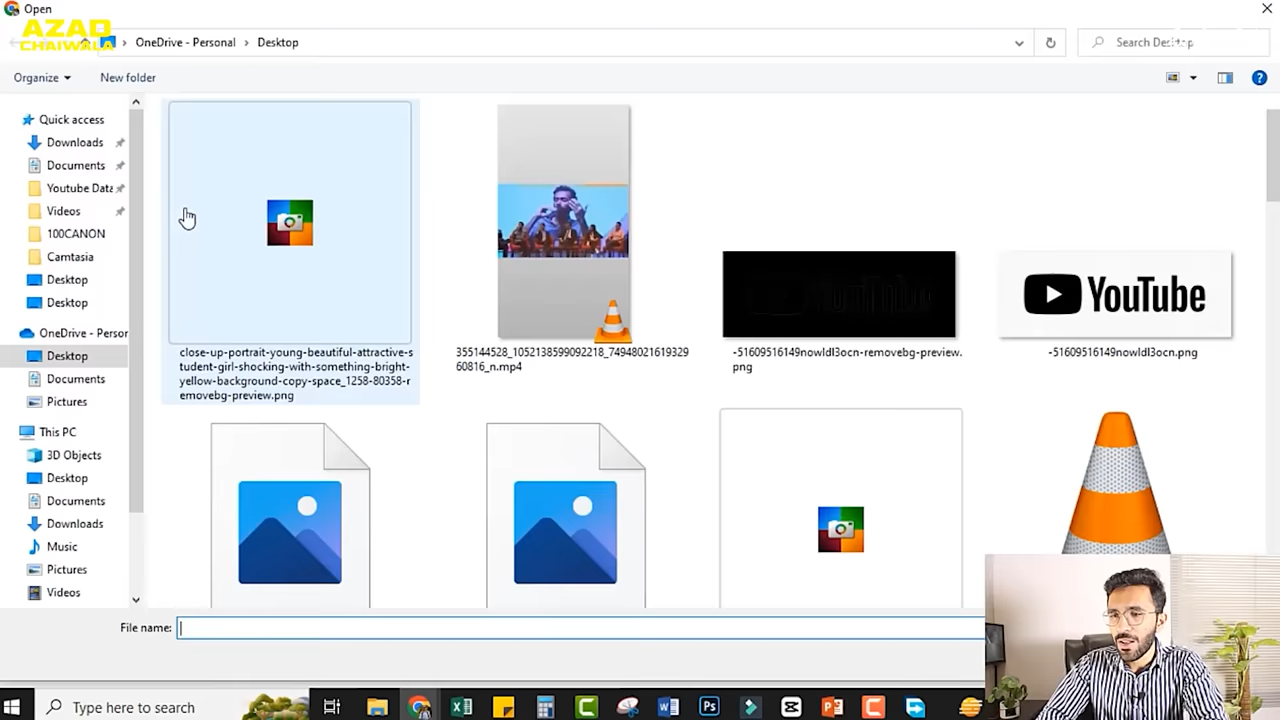 Open
AZAD
CHAIWALA
OneDrive - Personal
Desktop
Search Desktop
Organize
New folder
Quick access
Downloads
Documents
Youtube Data
Videos
100CANON
Camtasia
Desktop
Desktop
OneDrive - Person
Desktop
Documents
Pictures
This PC
3D Objects
Desktop
Documents
Downloads
Music
Pictures
Videos
close-up-portrait-young-beautiful-attractive-s
tudent-girl-shocking-with-something-bright-
yellow-background-copy-space_1258-80358-r
emovebg-preview.png
355144528_1052138599092218_74948021619329
60816_n.mp4
-51609516149nowldl3ocn-removebg-preview.
png
YouTube
-51609516149nowldl3ocn.png
File name:
Type here to search